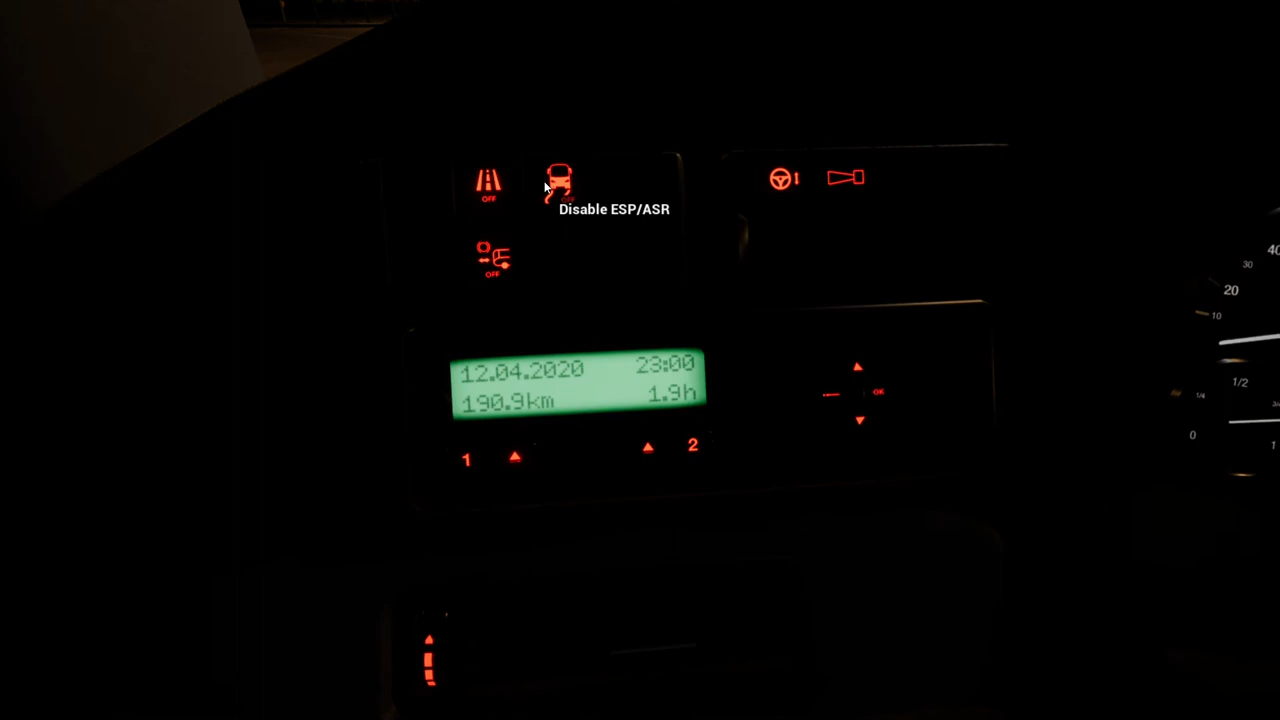 OFF
OFF
Disable ESP/ASR
OFF
12.04.2020 23:00
190.9km 1.9h
1 2
OK
40
30
20
10
1/2
1/4
0
1